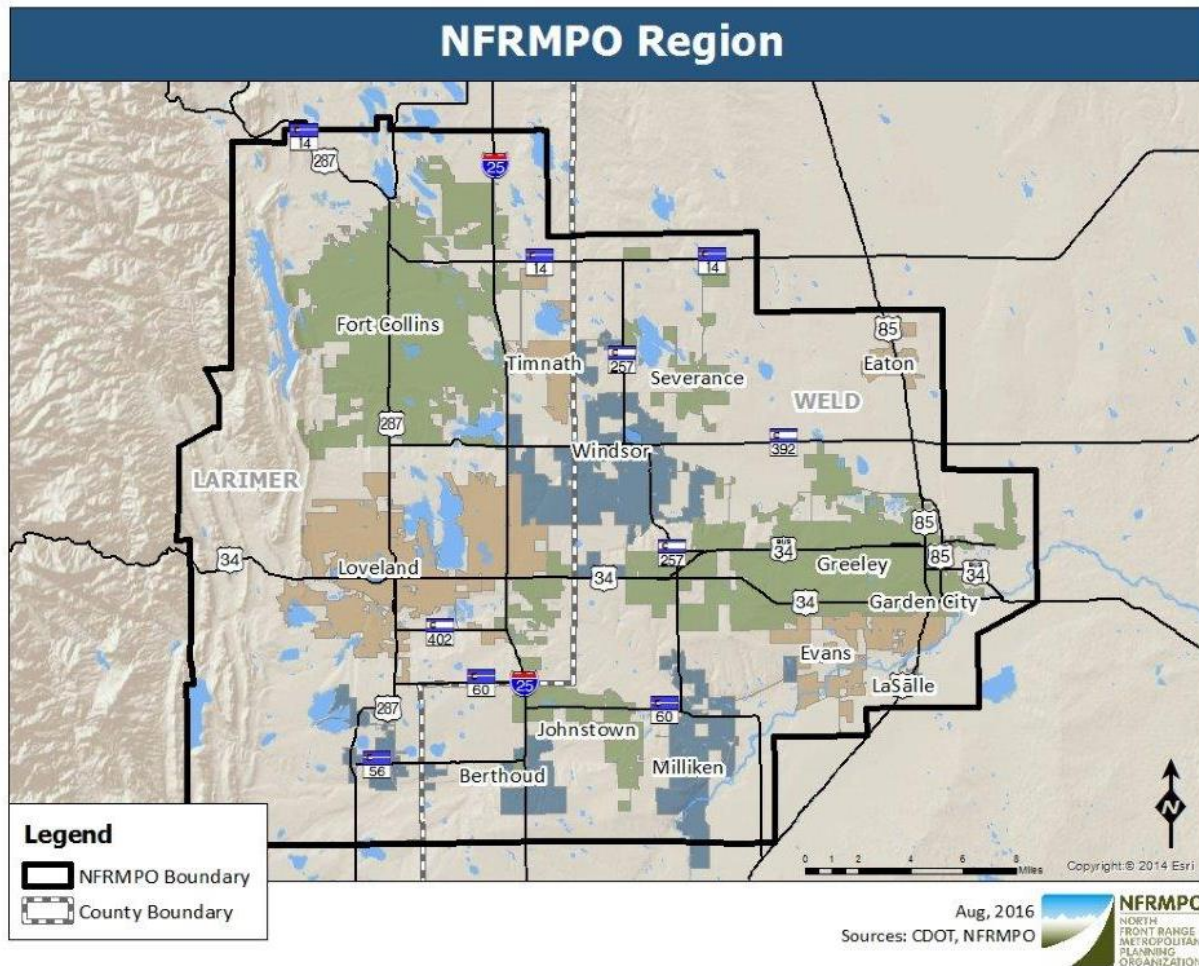 NFRMPO Region
14
287
25
14
14
Fort Collins
85
257
Timnath
Eaton
Severance
WELD
287
392
Windsor
LARIMER
85
257
BUS
34
85
34
Loveland
34
Greeley
BUS
34
34
Garden City
402
Evans
60
25
LaSalle
287
60
Johnstown
56
Berthoud
Milliken
N
Legend
NFRMPO Boundary
County Boundary
0 1 2 4 6 8
Miles
Copyright:© 2014 Esri
Aug, 2016
Sources: CDOT, NFRMPO
NFRMPO
NORTH
FRONT RANGE
METROPOLITAN
PLANNING
ORGANIZATION